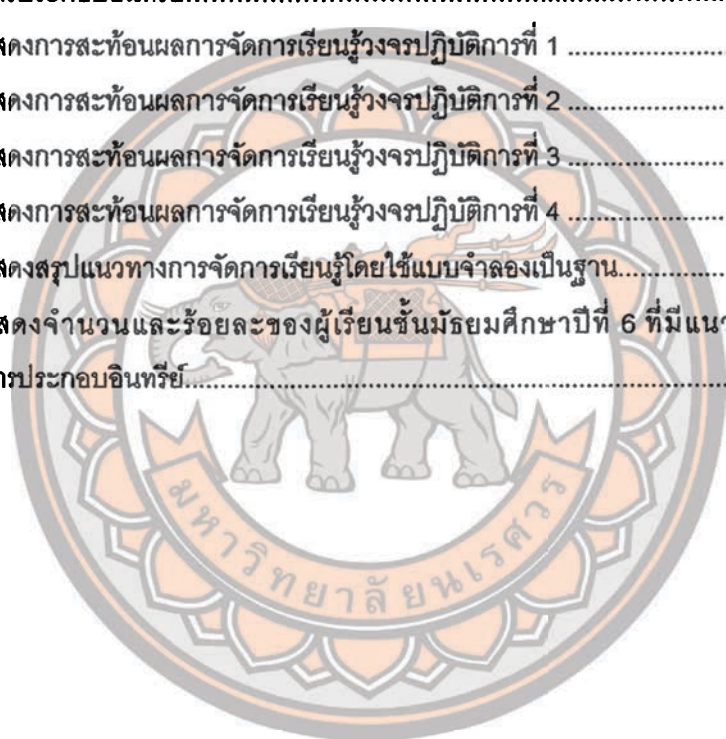 สดงการสะท้อนผลการจัดการเรียนรู้วงจรปฏิบัติการที่ 1 ......................
สดงการสะท้อนผลการจัดการเรียนรู้วงจรปฏิบัติการที่ 2 ......................
สดงการสะท้อนผลการจัดการเรียนรู้วงจรปฏิบัติการที่ 3 ......................
สดงการสะท้อนผลการจัดการเรียนรู้วงจรปฏิบัติการที่ 4 ......................
สดงสรุปแนวทางการจัดการเรียนรู้โดยใช้แบบจำลองเป็นฐาน..................
สดงจำนวนและร้อยละของผู้เรียนชั้นมัธยมศึกษาปีที่ 6 ที่มีแนว
ารประกอบอินทรีย์..............................................................
มหาวิทยาลัยนเรศวร